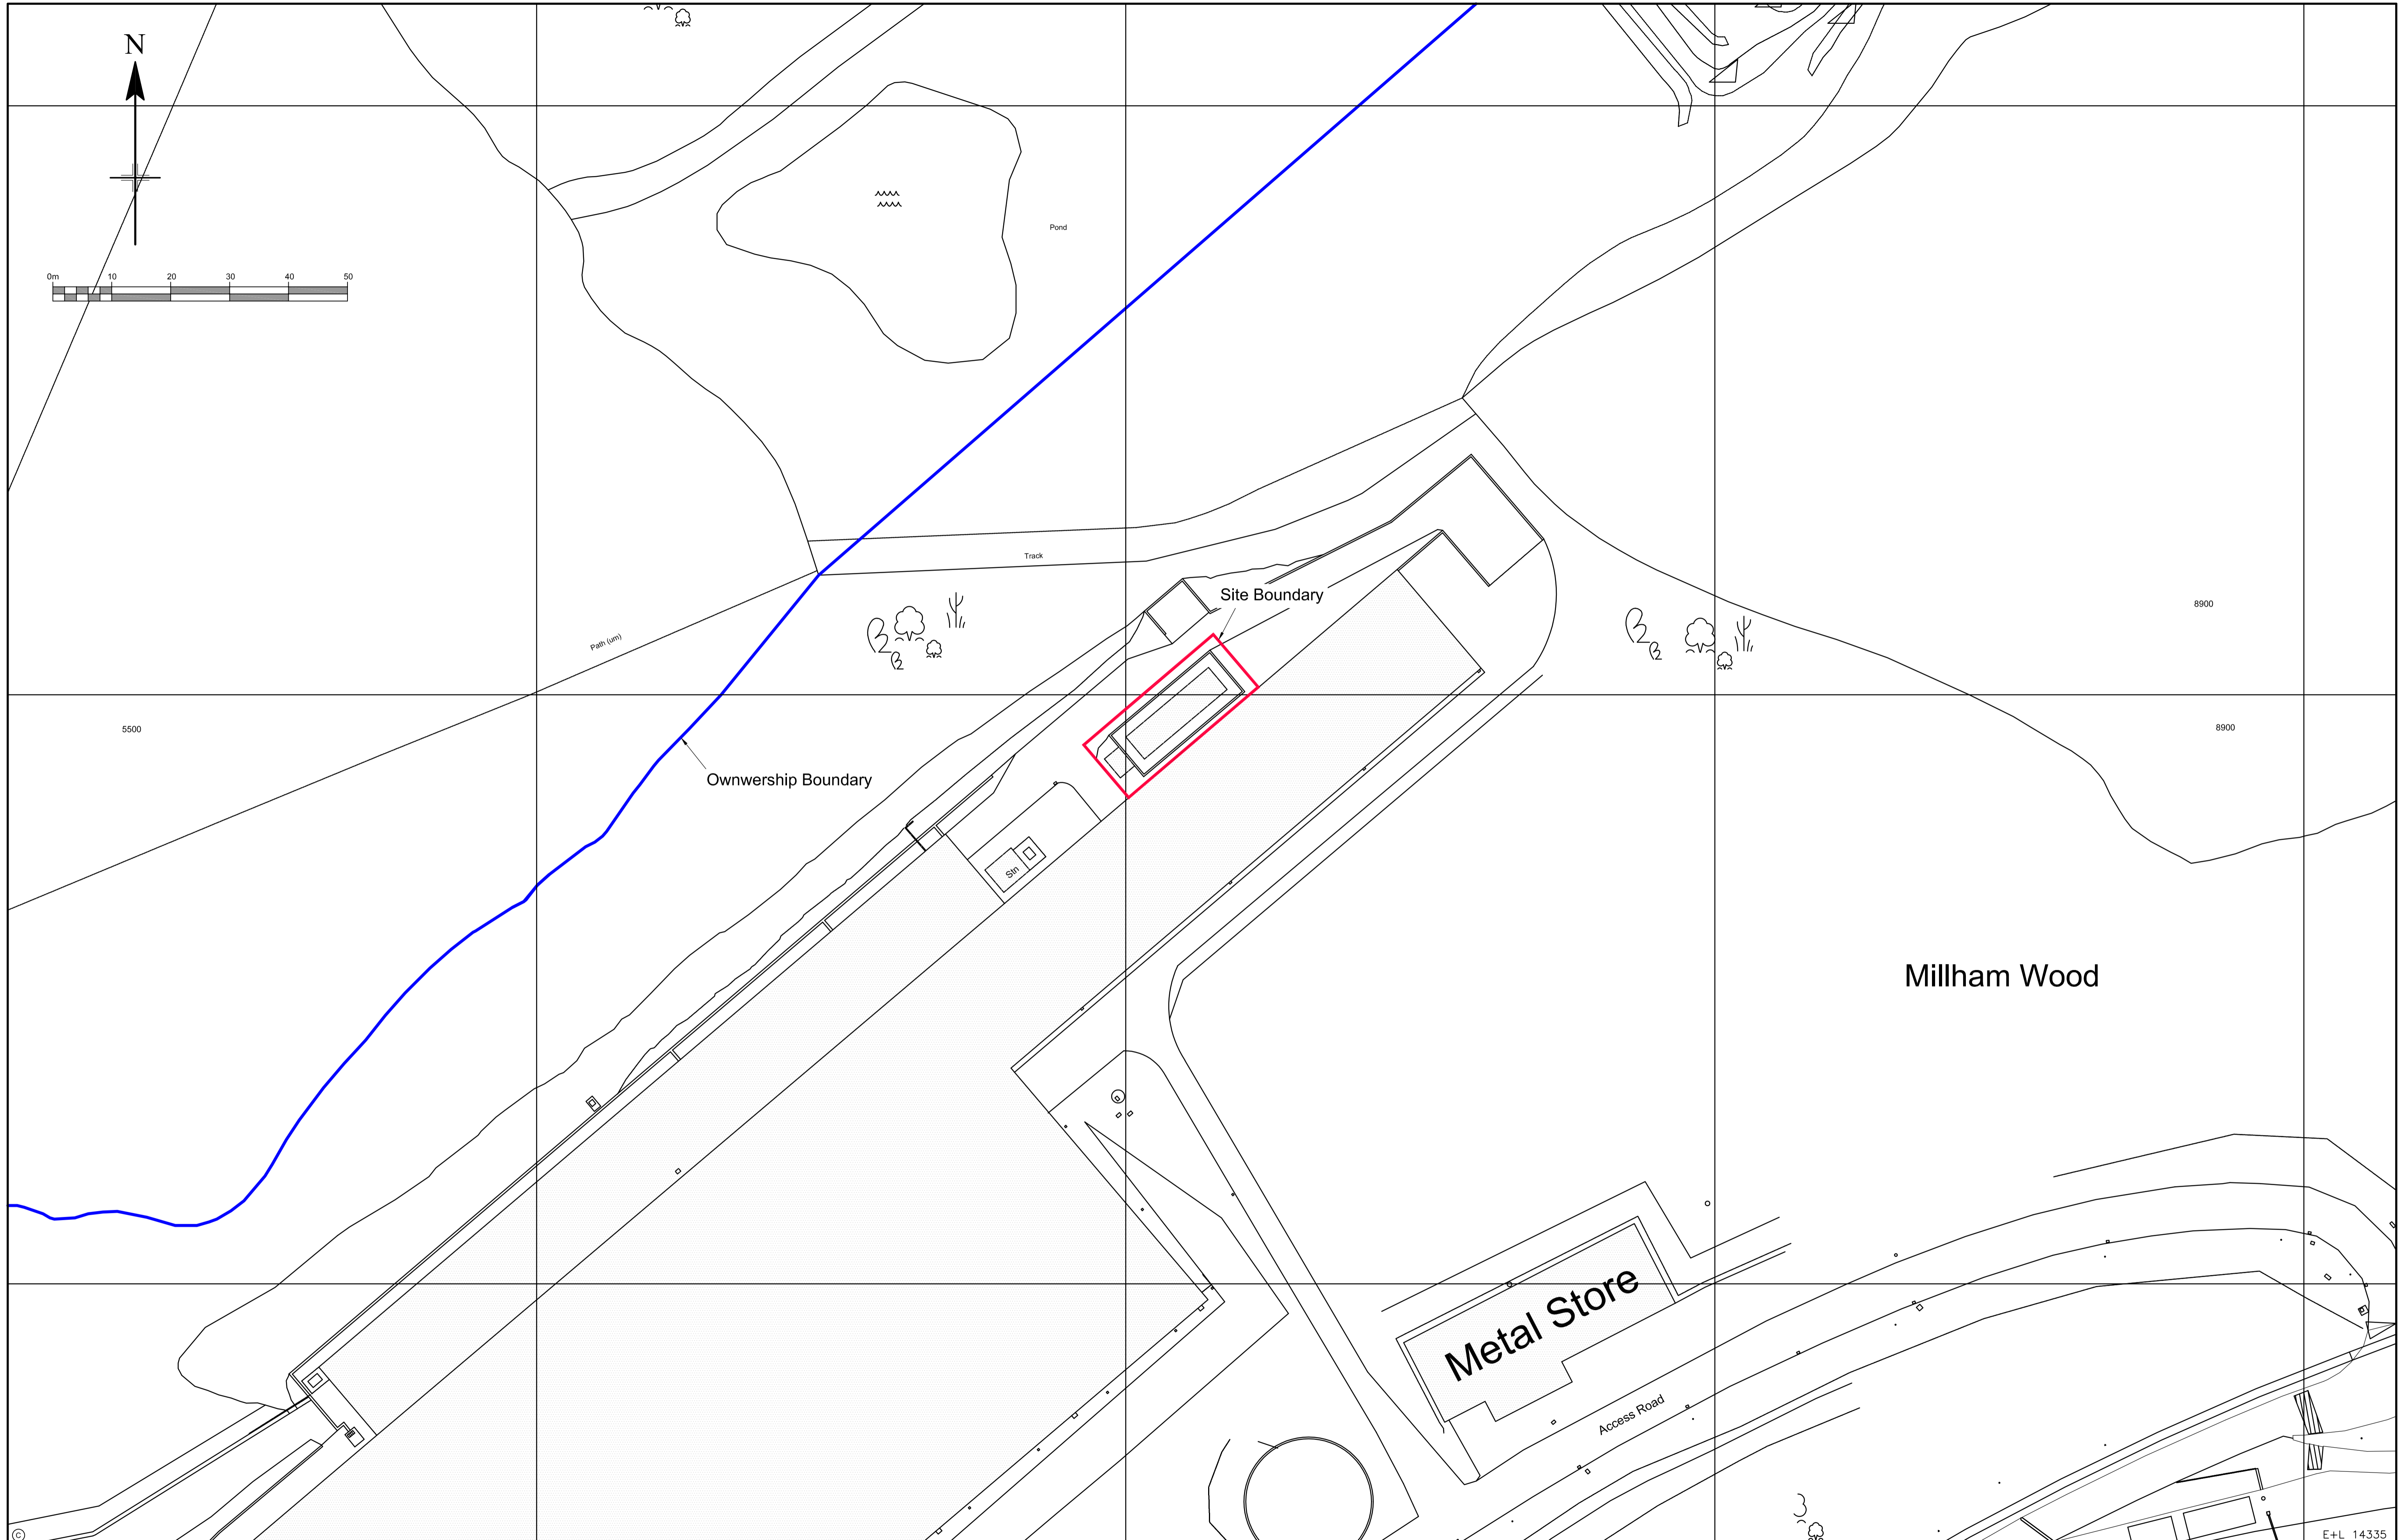 N
0m 10 20 30 40 50
Pond
Track
Site Boundary
8900
Path (um)
5500
8900
Ownwership Boundary
Stn
Millham Wood
Metal Store
Access Road
©
E+L 14335